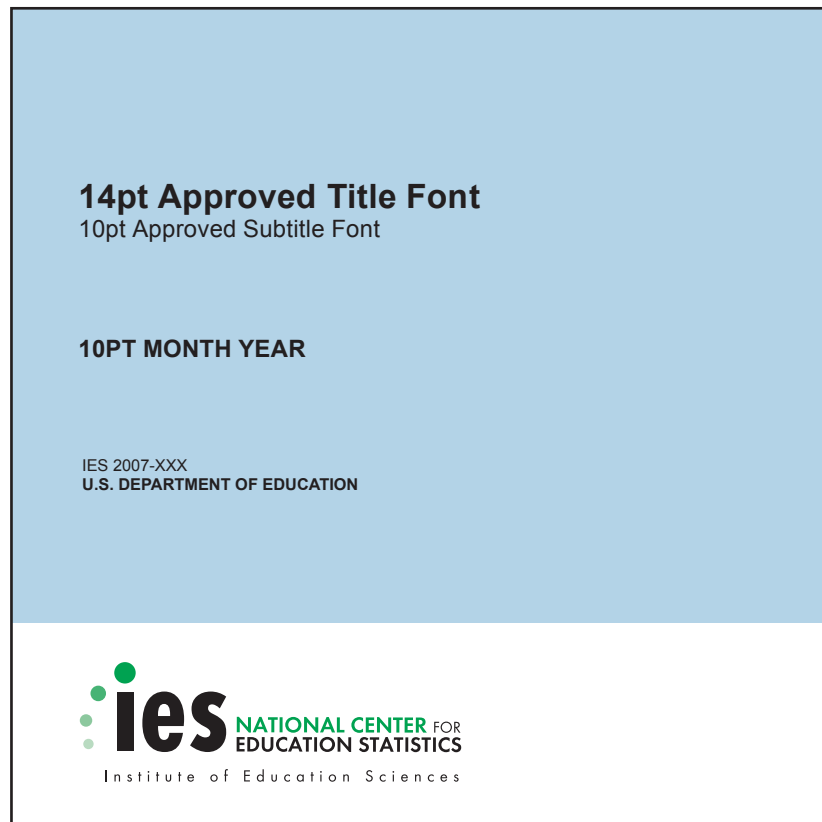 14pt Approved Title Font
10pt Approved Subtitle Font
10PT MONTH YEAR
IES 2007-XXX
U.S. DEPARTMENT OF EDUCATION
ies NATIONAL CENTER FOR
EDUCATION STATISTICS
Institute of Education Sciences